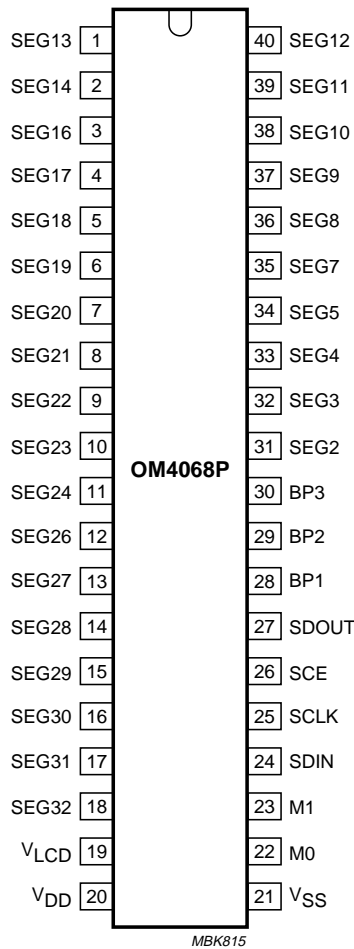 SEG13 1 40 SEG12
SEG14 2 39 SEG11
SEG16 3 38 SEG10
SEG17 4 37 SEG9
SEG18 5 36 SEG8
SEG19 6 35 SEG7
SEG20 7 34 SEG5
SEG21 8 33 SEG4
SEG22 9 32 SEG3
SEG23 10 31 SEG2
OM4068P
SEG24 11 30 BP3
SEG26 12 29 BP2
SEG27 13 28 BP1
SEG28 14 27 SDOUT
SEG29 15 26 SCE
SEG30 16 25 SCLK
SEG31 17 24 SDIN
SEG32 18 23 M1
VLCD 19 22 M0
VDD 20 21 VSS
MBK815